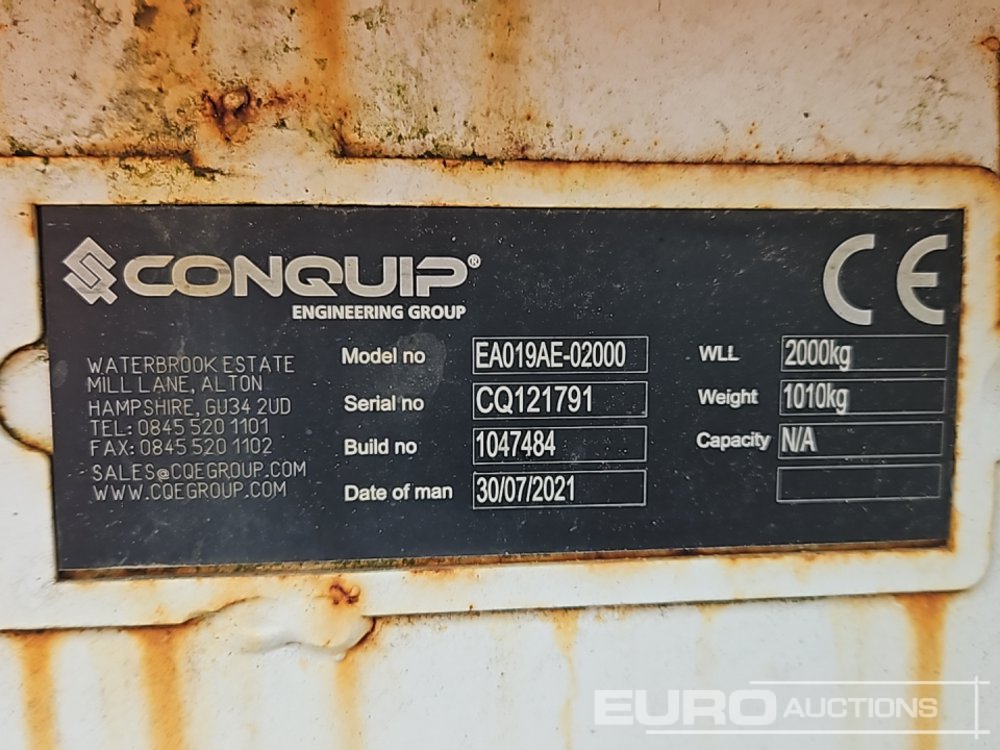 CONQUIP®
ENGINEERING GROUP
CE
WATERBROOK ESTATE
MILL LANE, ALTON
HAMPSHIRE, GU34 2UD
TEL: 0845 520 1101
FAX: 0845 520 1102
SALES@CQEGROUP.COM
WWW.CQEGROUP.COM
Model no EA019AE-02000
Serial no CQ121791
Build no 1047484
Date of man 30/07/2021
WLL 2000kg
Weight 1010kg
Capacity N/A
EURO AUCTIONS